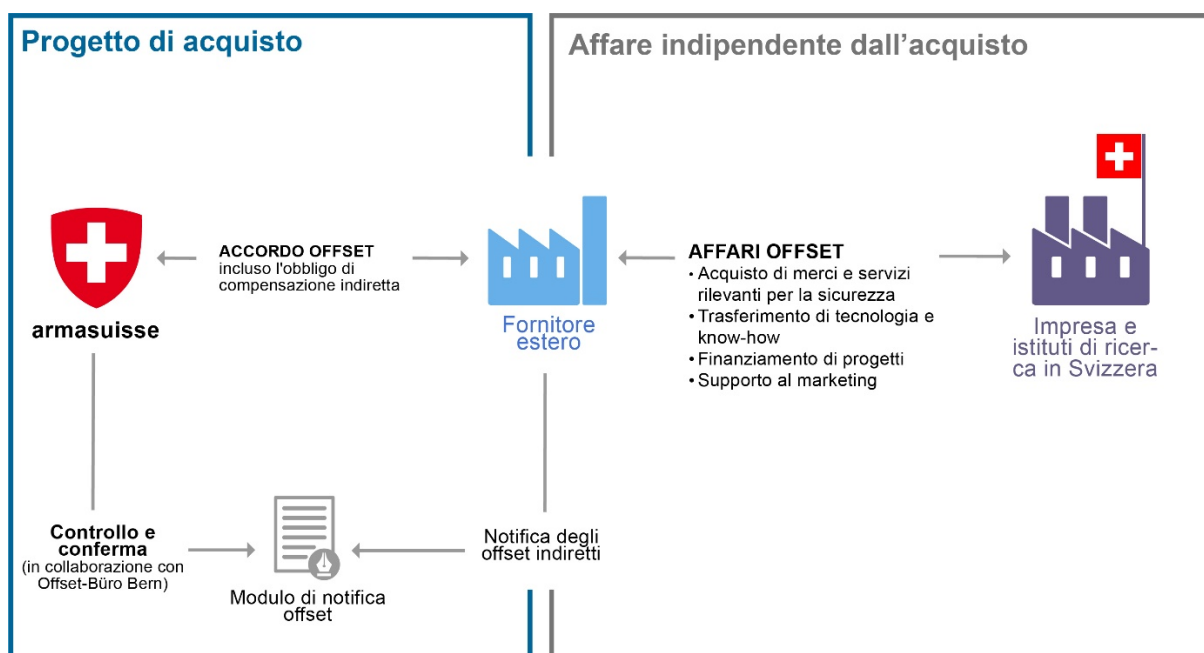 Progetto di acquisto
Affare indipendente dall’acquisto
armasuisse
ACCORDO OFFSET
incluso l'obbligo di
compensazione indiretta
Fornitore
estero
AFFARI OFFSET
• Acquisto di merci e servizi
rilevanti per la sicurezza
• Trasferimento di tecnologia e
know-how
• Finanziamento di progetti
• Supporto al marketing
Impresa e
istituti di ricer-
ca in Svizzera
Controllo e
conferma
(in collaborazione con
Offset-Büro Bern)
Modulo di notifica
offset
Notifica degli
offset indiretti